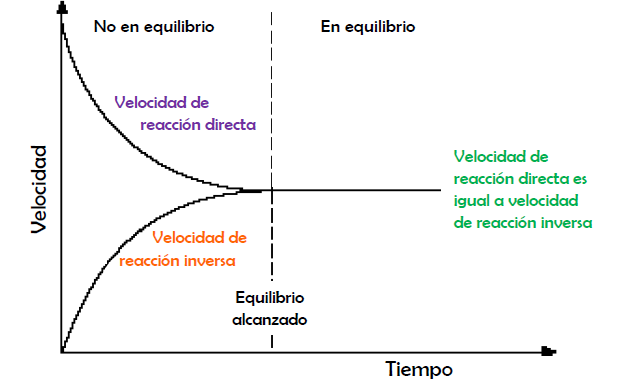 No en equilibrio
En equilibrio
Velocidad de
reacción directa
Velocidad
Velocidad de
reacción directa es
igual a velocidad
de reacción inversa
Velocidad de
reacción inversa
Equilibrio
alcanzado
Tiempo